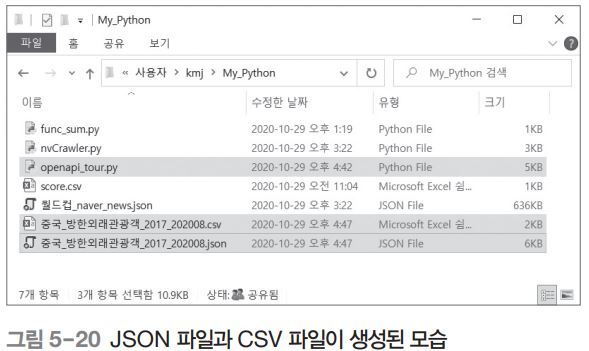 My_Python
파일 홈 공유 보기
« 사용자 > kmj > My_Python
My_Python 검색
이름 수정한 날짜 유형 크기
func_sum.py 2020-10-29 오후 1:19 Python File 1KB
nvCrawler.py 2020-10-29 오후 3:22 Python File 3KB
openapi_tour.py 2020-10-29 오후 4:42 Python File 5KB
score.csv 2020-10-29 오전 11:04 Microsoft Excel 쉼... 1KB
월드컵_naver_news.json 2020-10-29 오후 3:22 JSON File 636KB
중국_방한외래관광객_2017_202008.csv 2020-10-29 오후 4:47 Microsoft Excel 쉼... 2KB
중국_방한외래관광객_2017_202008.json 2020-10-29 오후 4:47 JSON File 6KB
7개 항목 3개 항목 선택함 10.9KB 상태: 공유됨
그림 5-20 JSON 파일과 CSV 파일이 생성된 모습